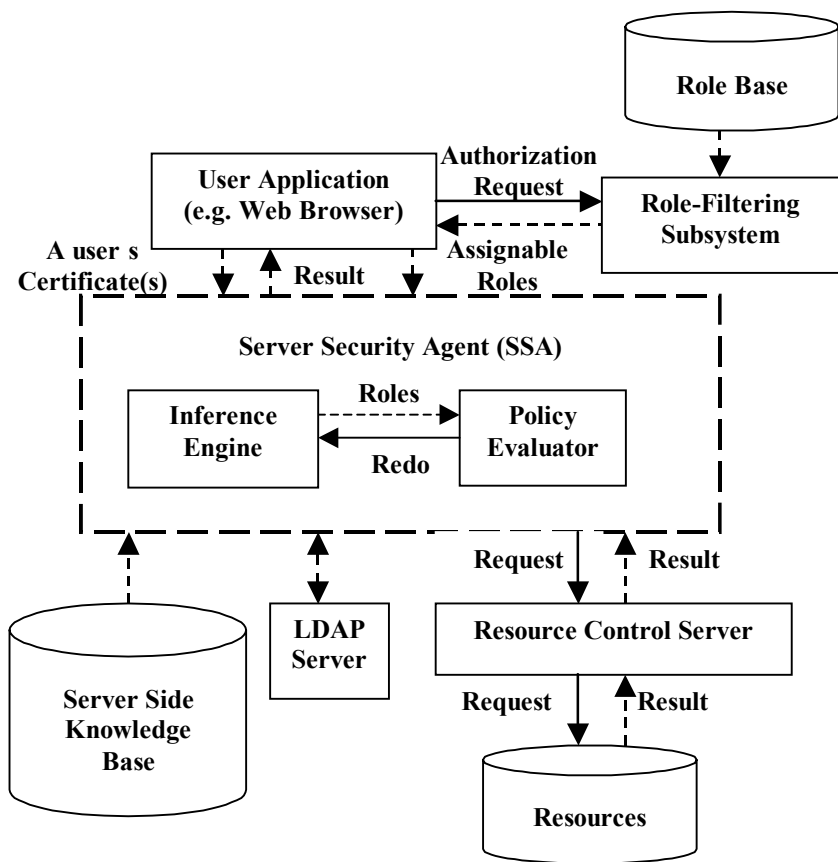 Role Base
Authorization
Request
User Application
(e.g. Web Browser)
Role-Filtering
Subsystem
Assignable
Roles
A user s
Certificate(s)
Result
Server Security Agent (SSA)
Roles
Inference
Engine
Policy
Evaluator
Redo
Request
Result
LDAP
Server
Resource Control Server
Server Side
Knowledge
Base
Request
Result
Resources